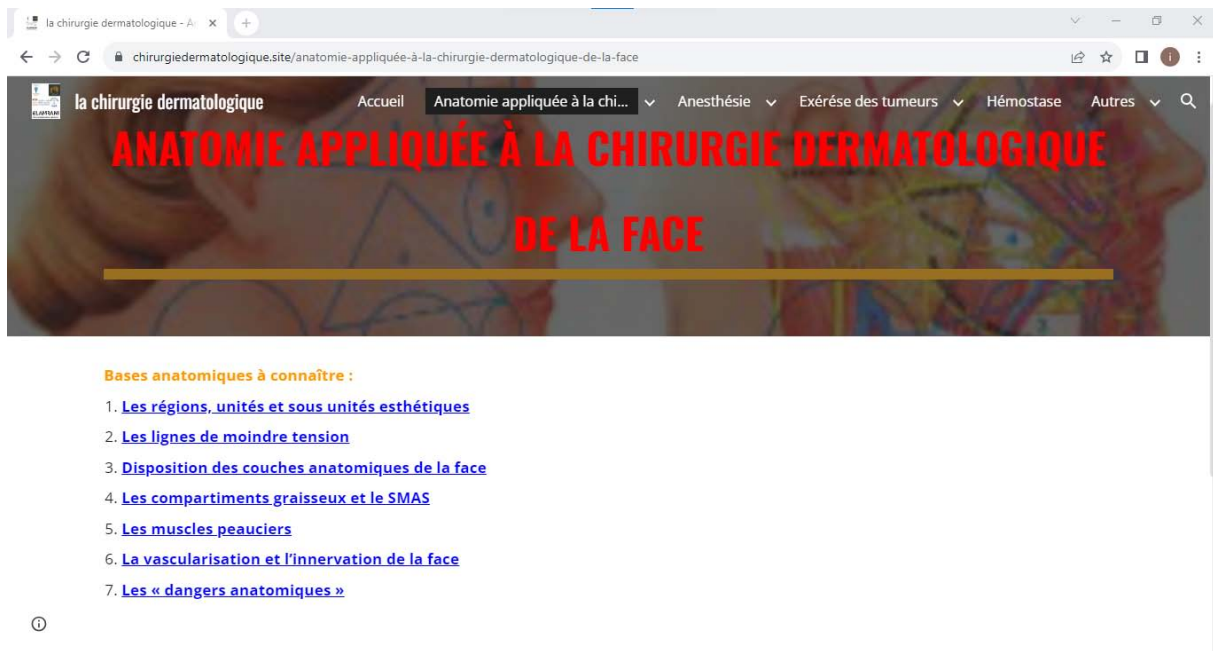 la chirurgie dermatologique - A
chirurgiedermatologique.site/anatomie-appliquée-à-la-chirurgie-dermatologique-de-la-face
la chirurgie dermatologique Accueil Anatomie appliquée à la chi... Anesthésie Exérése des tumeurs Hémostase Autres
ANATOMIE APPLIQUÉE À LA CHIRURGIE DERMATOLOGIQUE
DE LA FACE
Bases anatomiques à connaître :
1. Les régions, unités et sous unités esthétiques
2. Les lignes de moindre tension
3. Disposition des couches anatomiques de la face
4. Les compartiments graisseux et le SMAS
5. Les muscles peauciers
6. La vascularisation et l’innervation de la face
7. Les « dangers anatomiques »